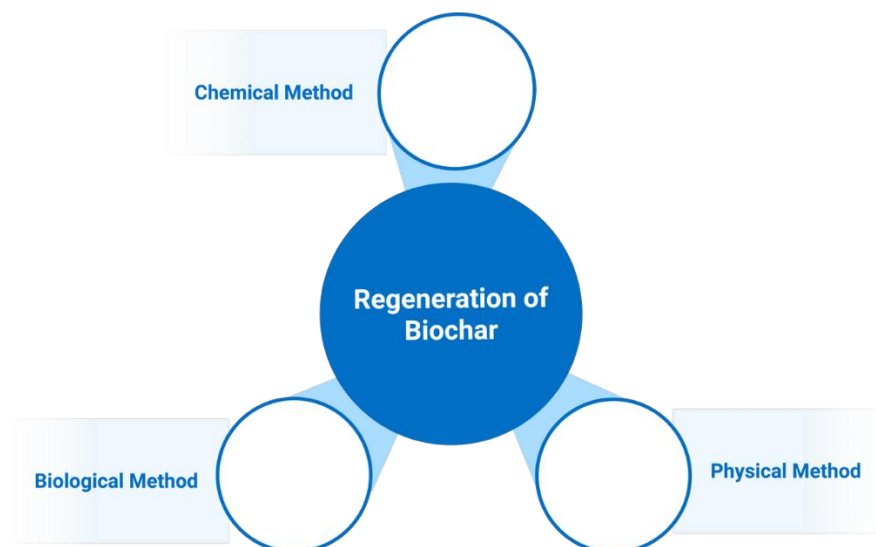 Chemical Method
Regeneration of
Biochar
Biological Method
Physical Method